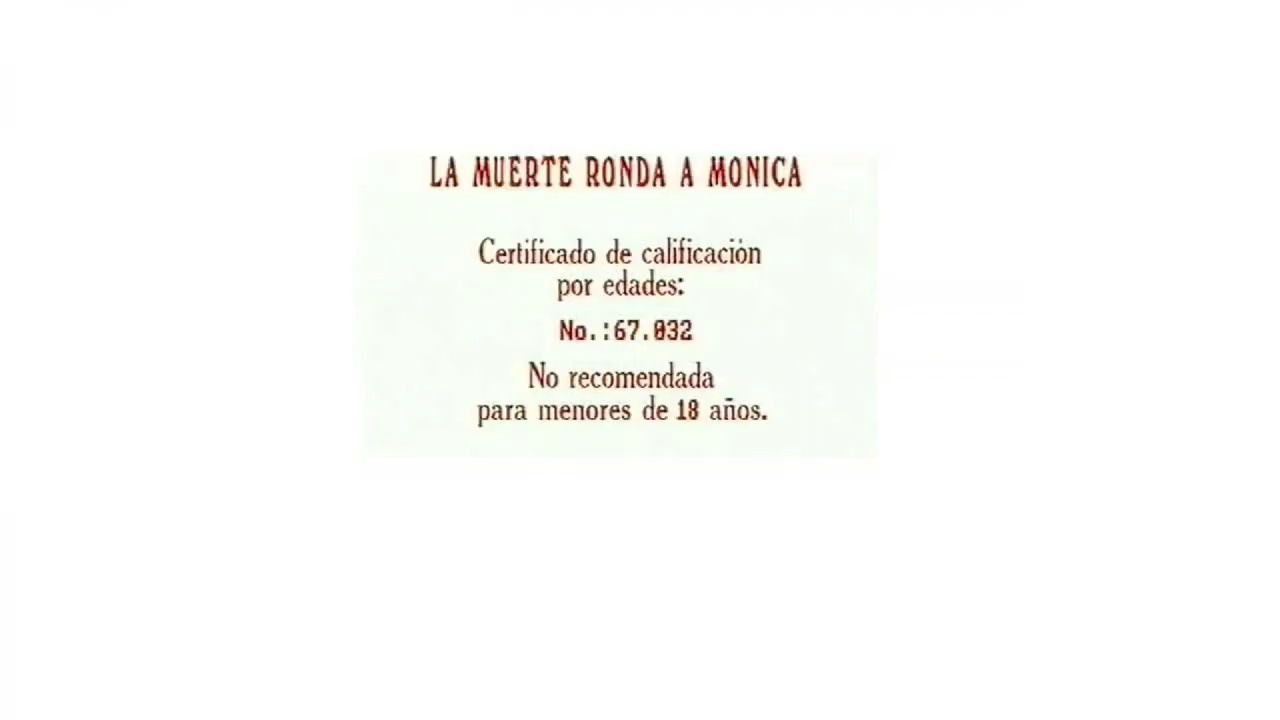 LA MUERTE RONDA A MONICA
Certificado de calificación
por edades:
No.:67.032
No recomendada
para menores de 18 años.